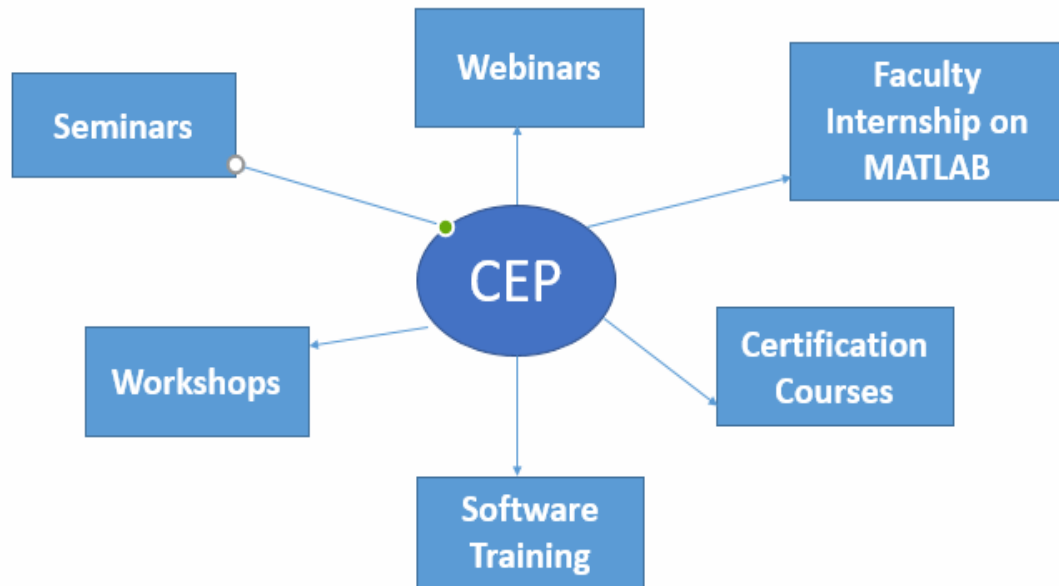 Webinars
Seminars
Faculty
Internship on
MATLAB
CEP
Workshops
Certification
Courses
Software
Training